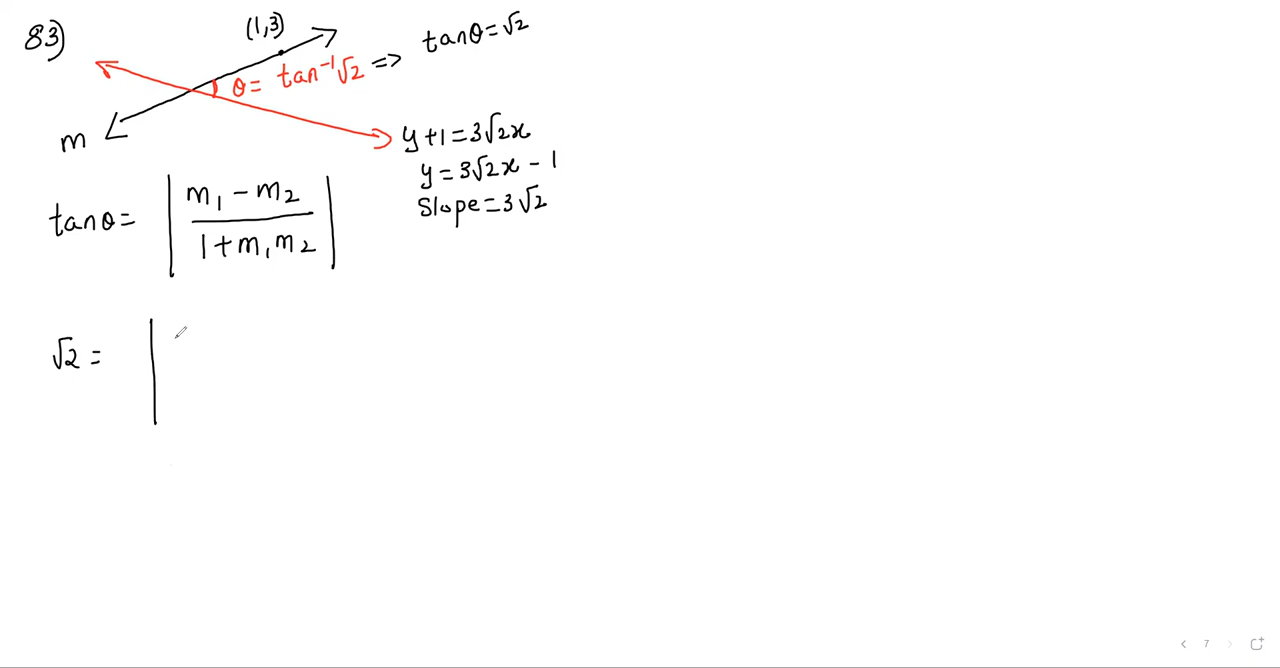 83)
(1,3)
θ = tan⁻¹√2 => tanθ = √2
m
y + 1 = 3√2x
y = 3√2x - 1
Slope = 3√2
tanθ = | m₁ - m₂ / 1 + m₁m₂ |
√2 = |
7